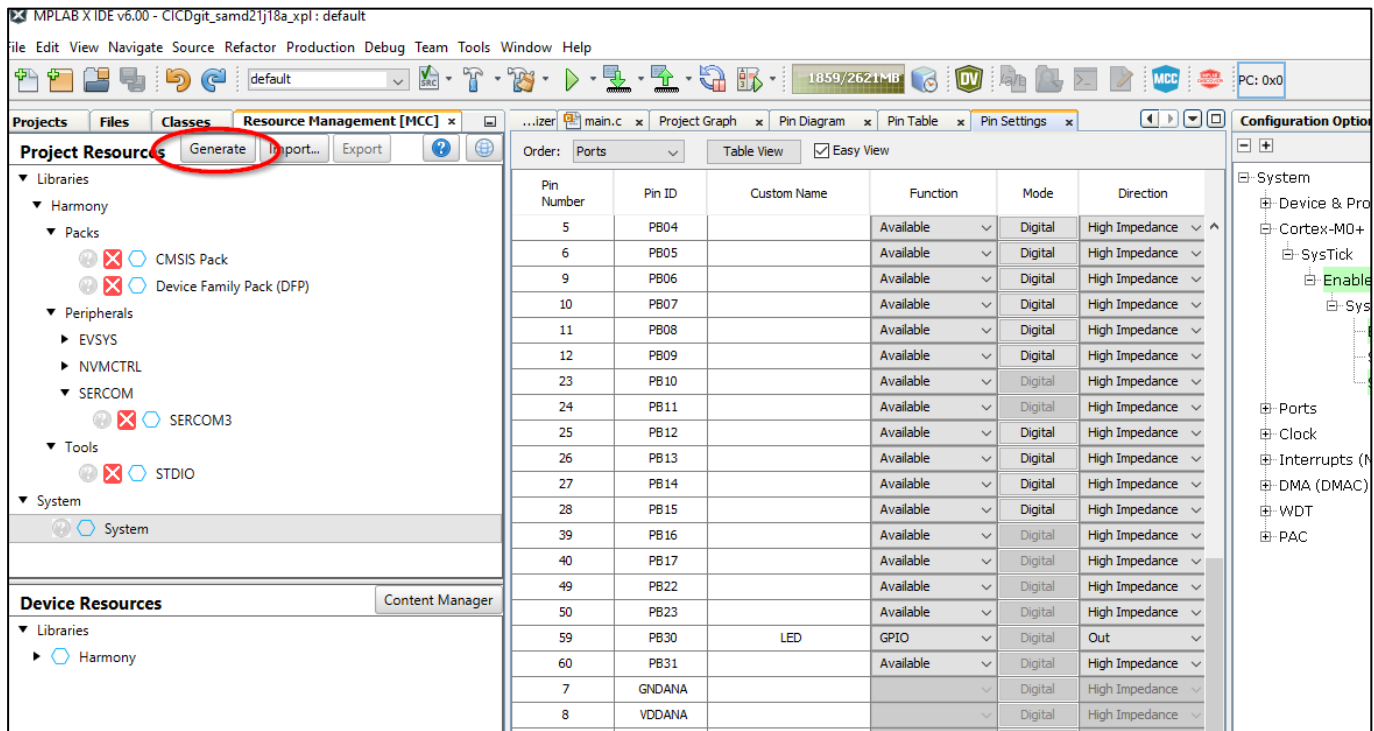 MPLAB X IDE v6.00 - CICDgit_samd21j18a_xpl : default
File Edit View Navigate Source Refactor Production Debug Team Tools Window Help
default
SRC
1859/2621MB
DV
MCC
PC: 0x0
Projects Files Classes Resource Management [MCC] x
...izer main.c x Project Graph x Pin Diagram x Pin Table x Pin Settings x
Configuration Optio
Project Resources Generate Import... Export ?
Order: Ports Table View Easy View
Pin Number Pin ID Custom Name Function Mode Direction
5 PB04 Available Digital High Impedance
6 PB05 Available Digital High Impedance
9 PB06 Available Digital High Impedance
10 PB07 Available Digital High Impedance
11 PB08 Available Digital High Impedance
12 PB09 Available Digital High Impedance
23 PB10 Available Digital High Impedance
24 PB11 Available Digital High Impedance
25 PB12 Available Digital High Impedance
26 PB13 Available Digital High Impedance
27 PB14 Available Digital High Impedance
28 PB15 Available Digital High Impedance
39 PB16 Available Digital High Impedance
40 PB17 Available Digital High Impedance
49 PB22 Available Digital High Impedance
50 PB23 Available Digital High Impedance
59 PB30 LED GPIO Digital Out
60 PB31 Available Digital High Impedance
7 GNDANA Digital High Impedance
8 VDDANA Digital High Impedance
Libraries
Harmony
Packs
CMSIS Pack
Device Family Pack (DFP)
Peripherals
EVSYS
NVMCTRL
SERCOM
SERCOM3
Tools
STDIO
System
System
Device Resources Content Manager
Libraries
Harmony
System
Device & Pro
Cortex-M0+
SysTick
Enable
Sys
Ports
Clock
Interrupts (N
DMA (DMAC)
WDT
PAC